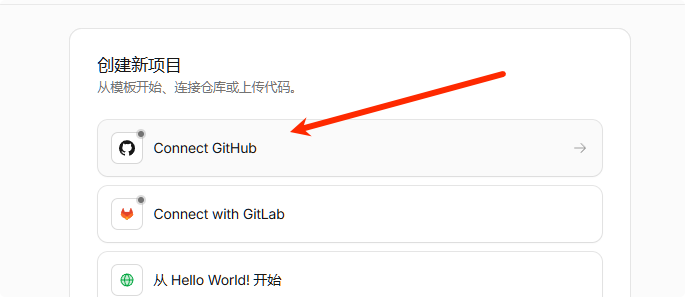 创建新项目
从模板开始、连接仓库或上传代码。
Connect GitHub
Connect with GitLab
从 Hello World! 开始